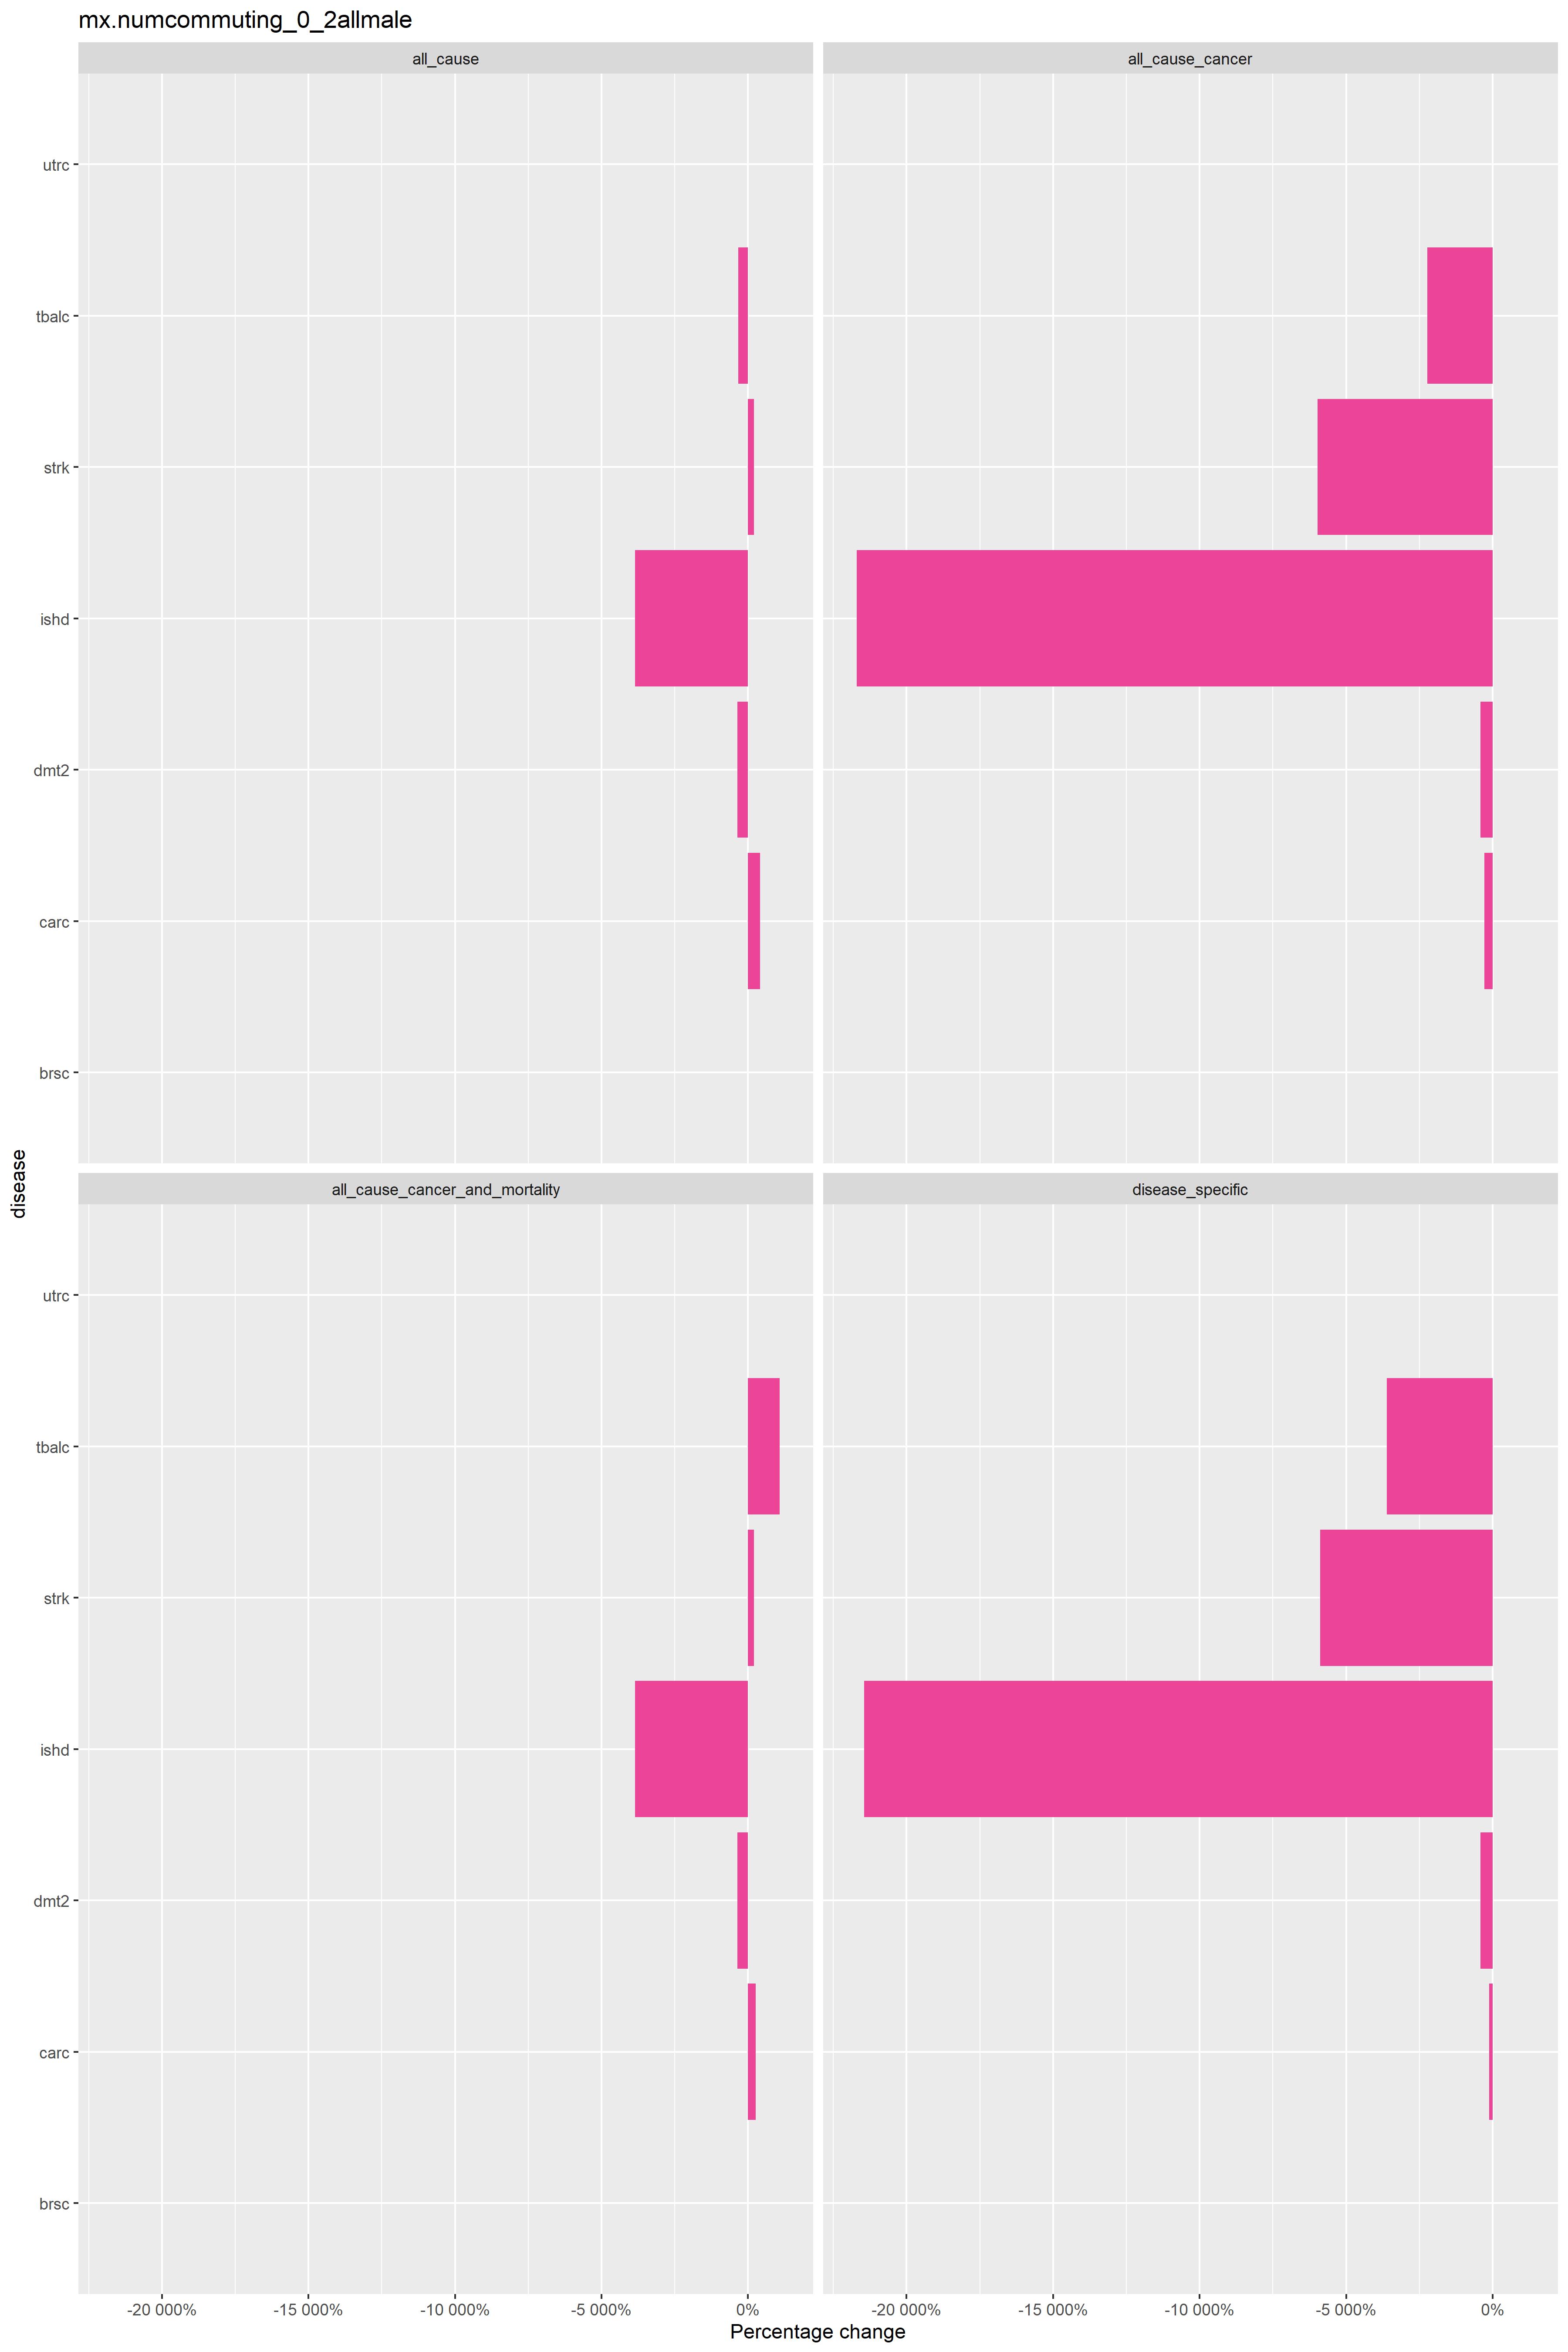 mx.numcommuting_0_2allmale
all_cause
all_cause_cancer
utrc
tbalc
strk
ishd
dmt2
carc
brsc
disease
all_cause_cancer_and_mortality
disease_specific
utrc
tbalc
strk
ishd
dmt2
carc
brsc
-20 000% -15 000% -10 000% -5 000% 0%
-20 000% -15 000% -10 000% -5 000% 0%
Percentage change